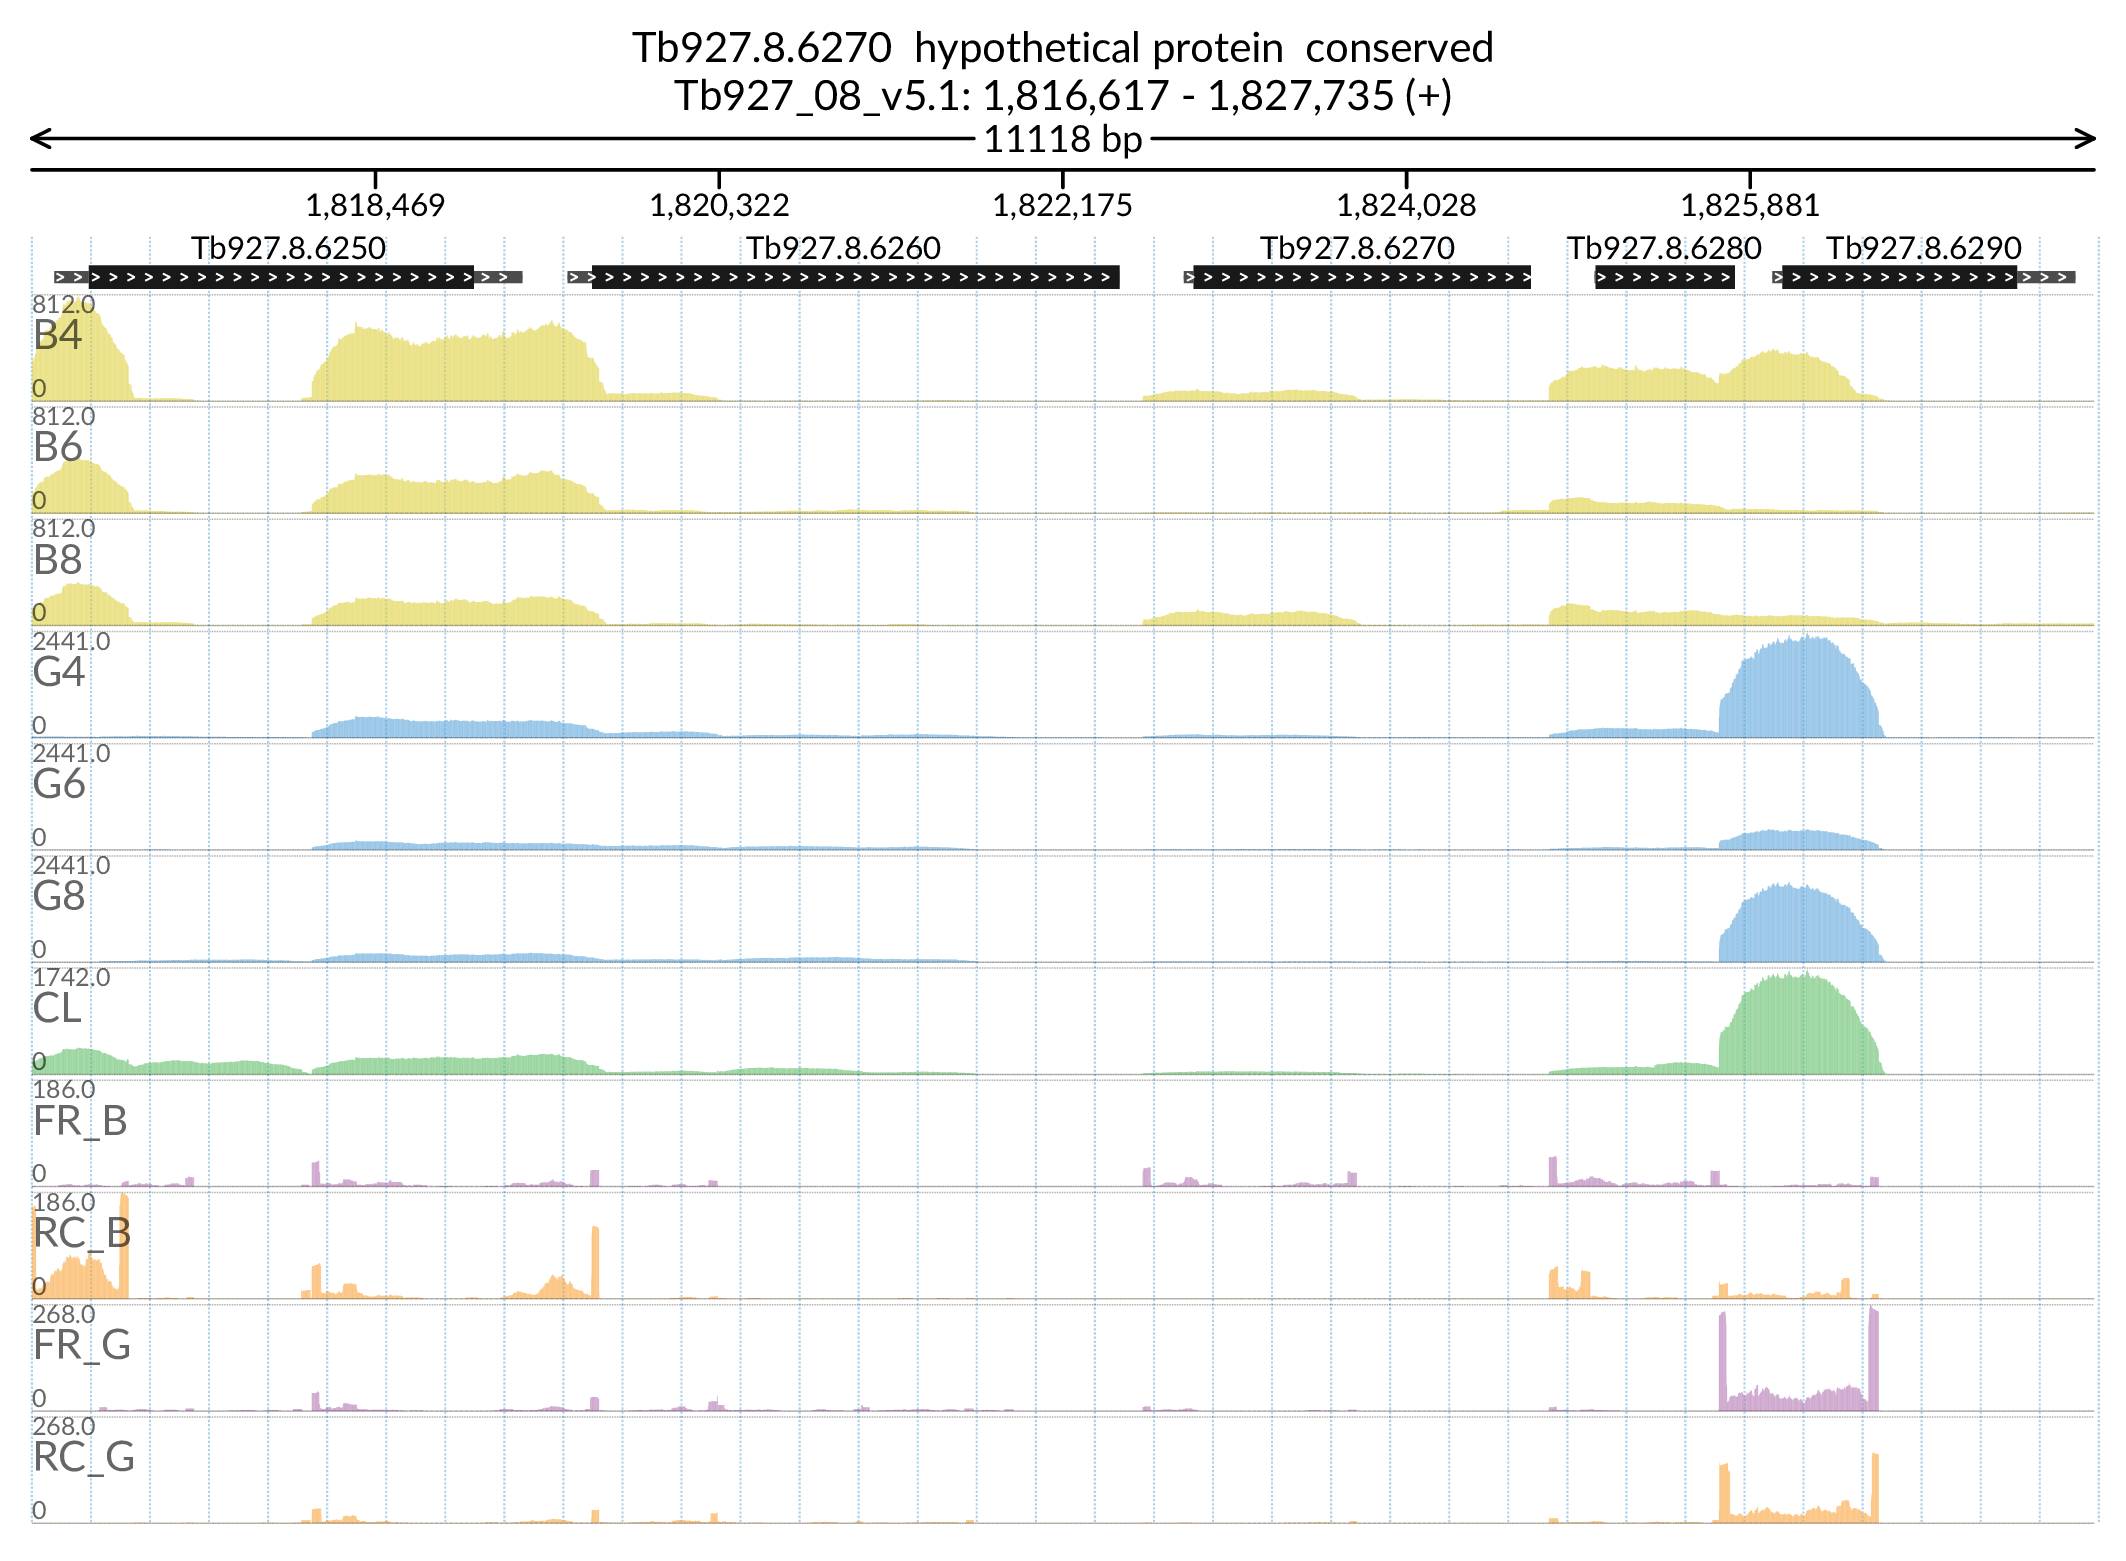 Tb927.8.6270  hypothetical protein  conserved
Tb927_08_v5.1: 1,816,617 - 1,827,735 (+)
11118 bp
1,818,469 1,820,322 1,822,175 1,824,028 1,825,881
Tb927.8.6250 Tb927.8.6260 Tb927.8.6270 Tb927.8.6280 Tb927.8.6290
812.0
B4
0
812.0
B6
0
812.0
B8
0
2441.0
G4
0
2441.0
G6
0
2441.0
G8
0
1742.0
CL
0
186.0
FR_B
0
186.0
RC_B
0
268.0
FR_G
0
268.0
RC_G
0